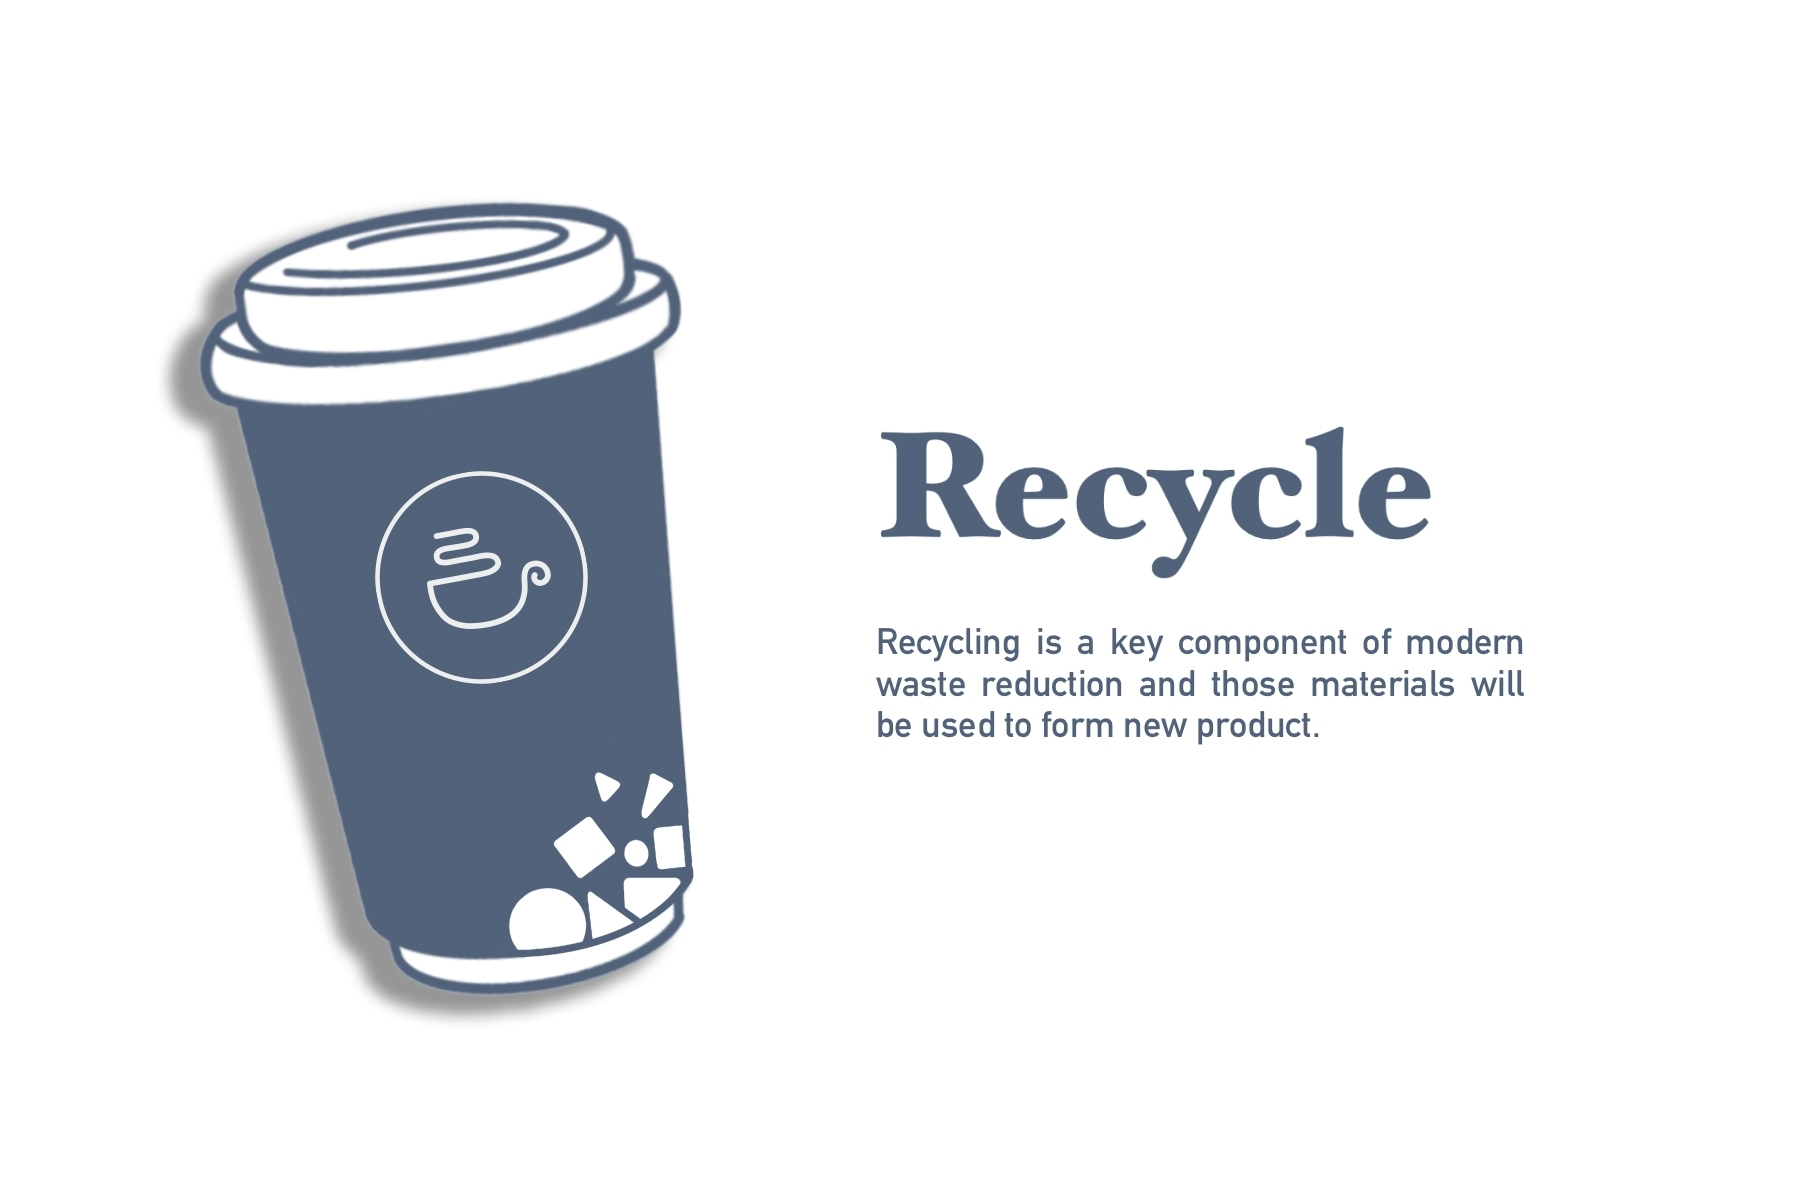 Recycle
Recycling is a key component of modern
waste reduction and those materials will
be used to form new product.